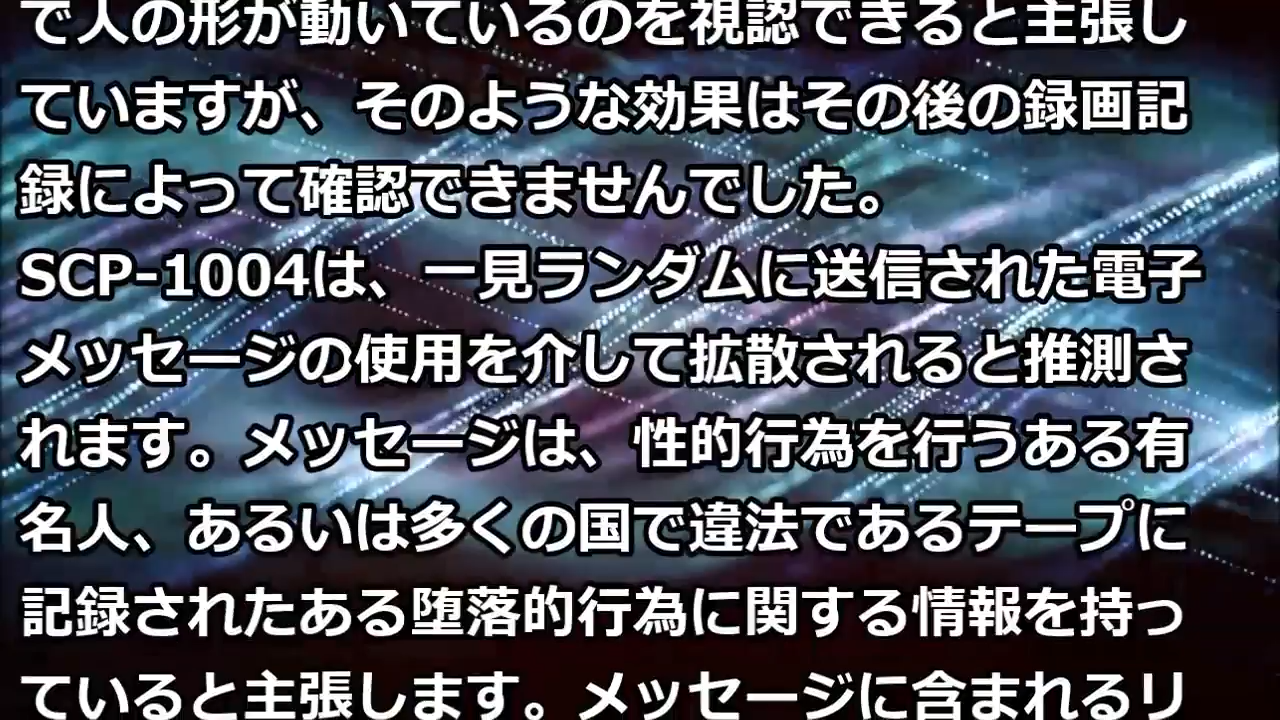 で人の形が動いているのを視認できると主張し
ていますが、そのような効果はその後の録画記
録によって確認できませんでした。
SCP-1004は、一見ランダムに送信された電子
メッセージの使用を介して拡散されると推測さ
れます。メッセージは、性的行為を行うある有
名人、あるいは多くの国で違法であるテープに
記録されたある堕落的行為に関する情報を持っ
ていると主張します。メッセージに含まれるリ